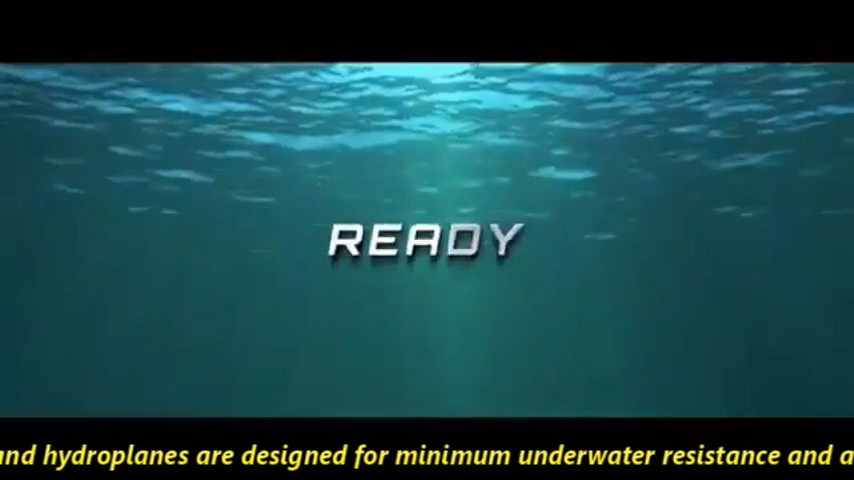 READY
and hydroplanes are designed for minimum underwater resistance and a